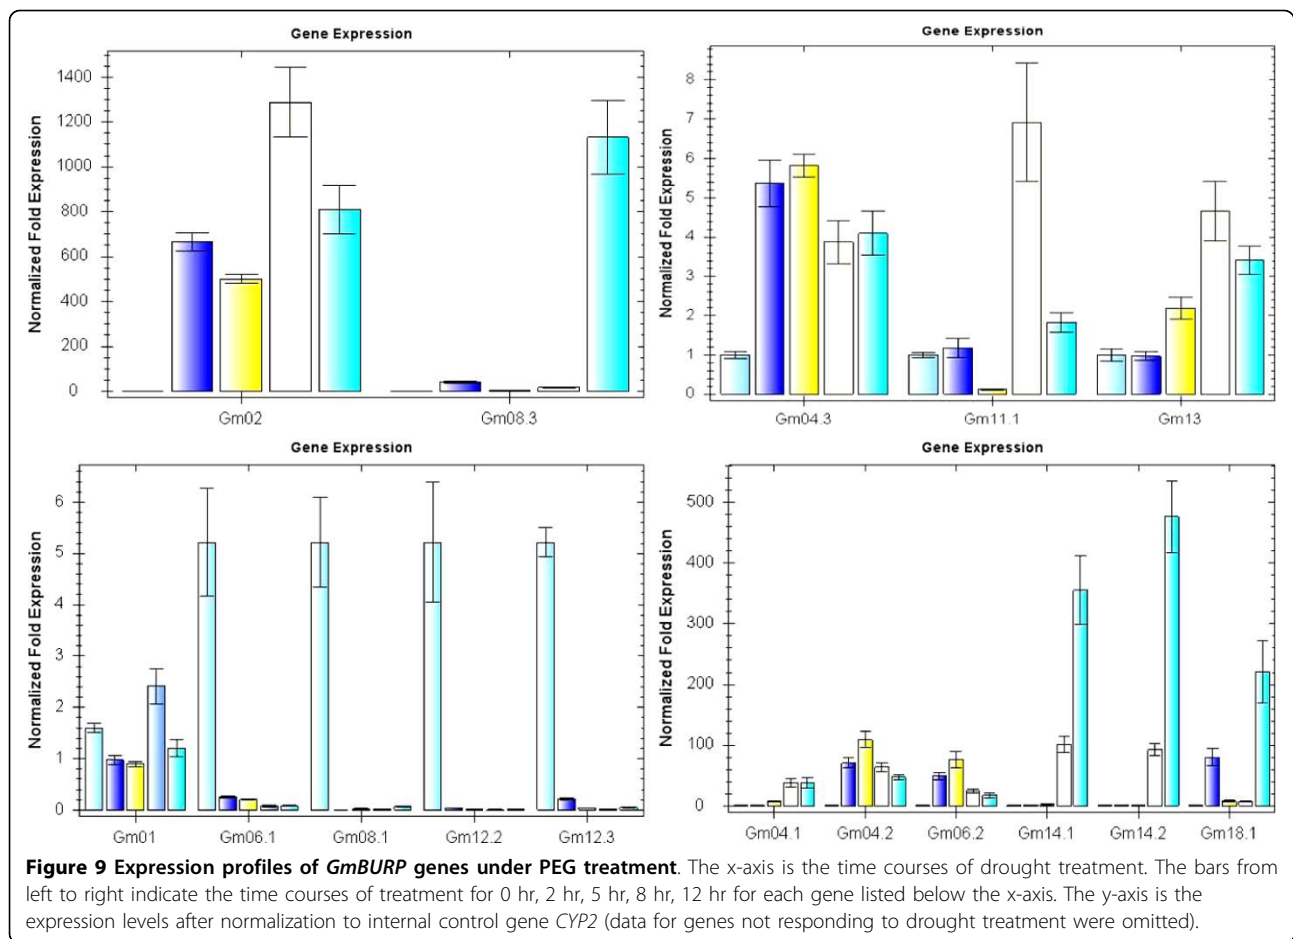 Gene Expression
Normalized Fold Expression
1400
1200
1000
800
600
400
200
0
Gm02 Gm08.3
Gene Expression
Normalized Fold Expression
8
7
6
5
4
3
2
1
0
Gm04.3 Gm11.1 Gm13
Gene Expression
Normalized Fold Expression
6
5
4
3
2
1
0
Gm01 Gm06.1 Gm08.1 Gm12.2 Gm12.3
Gene Expression
Normalized Fold Expression
500
400
300
200
100
0
Gm04.1 Gm04.2 Gm06.2 Gm14.1 Gm14.2 Gm18.1
Figure 9 Expression profiles of GmBURP genes under PEG treatment. The x-axis is the time courses of drought treatment. The bars from
left to right indicate the time courses of treatment for 0 hr, 2 hr, 5 hr, 8 hr, 12 hr for each gene listed below the x-axis. The y-axis is the
expression levels after normalization to internal control gene CYP2 (data for genes not responding to drought treatment were omitted).